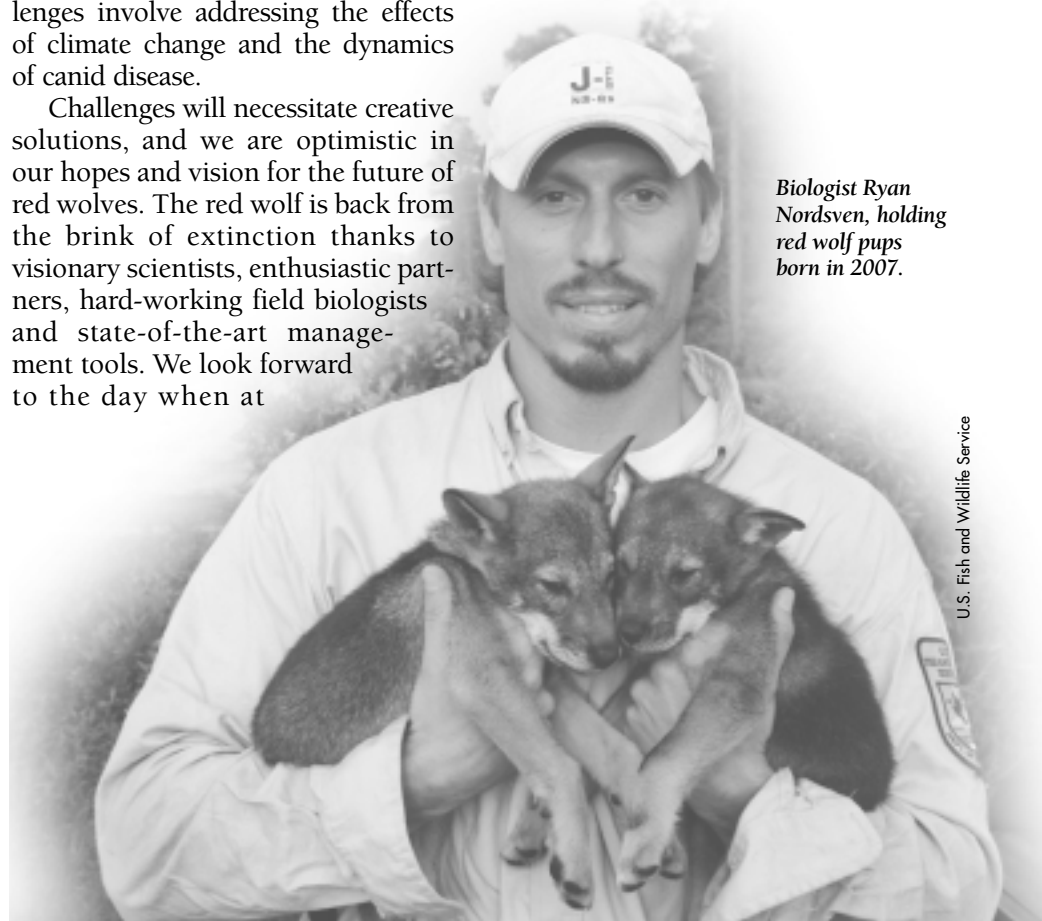 lenges involve addressing the effects
of climate change and the dynamics
of canid disease.
Challenges will necessitate creative
solutions, and we are optimistic in
our hopes and vision for the future of
red wolves. The red wolf is back from
the brink of extinction thanks to
visionary scientists, enthusiastic part-
ners, hard-working field biologists
and state-of-the-art manage-
ment tools. We look forward
to the day when at
Biologist Ryan
Nordsven, holding
red wolf pups
born in 2007.
U.S. Fish and Wildlife Service